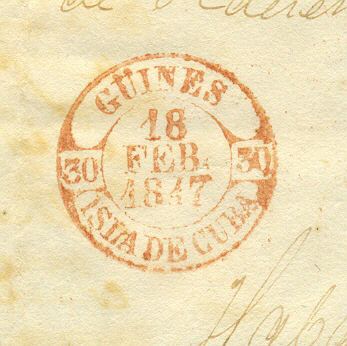 GÜINES
18
FEB.
1847
30 30
ISLA DE CUBA